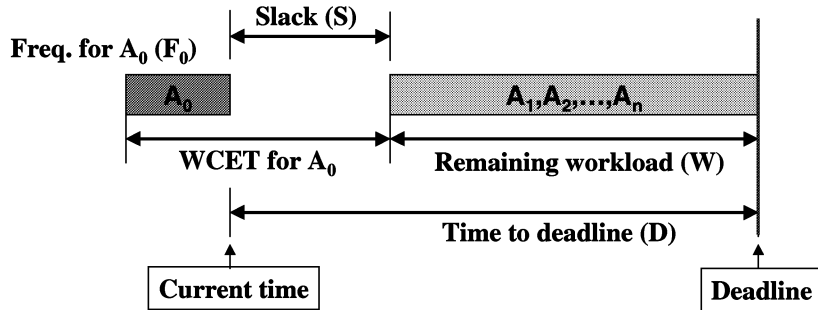 Slack (S)
Freq. for A₀ (F₀)
A₀
A₁,A₂,...,Aₙ
WCET for A₀
Remaining workload (W)
Time to deadline (D)
Current time
Deadline